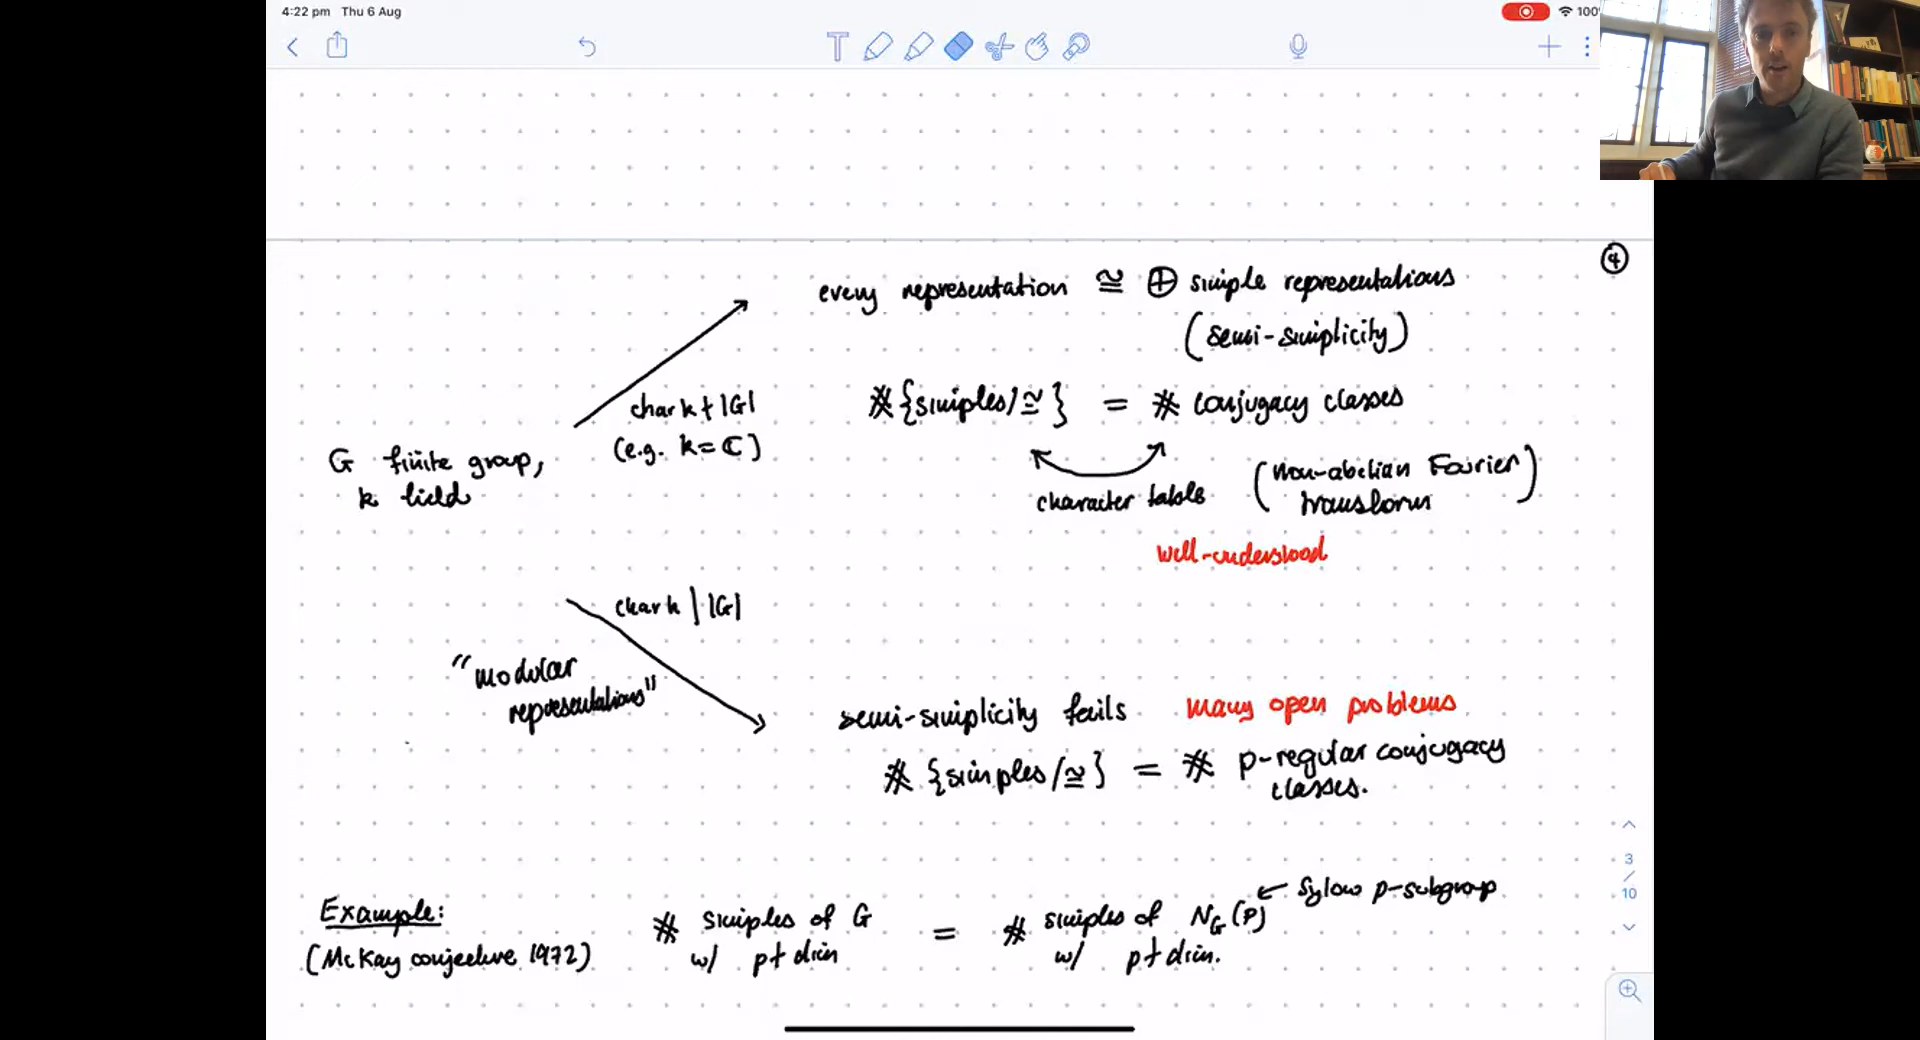 4:22 pm Thu 6 Aug
100
T
4
every representation ≅ ⊕ simple representations
(semi-simplicity)
char k ∤ |G|
(e.g. k = ℂ)
# {simples/≅} = # conjugacy classes
G finite group,
k field
character table
(non-abelian Fourier
transform)
well-understood
char k | |G|
"modular
representations"
semi-simplicity fails many open problems
# {simples/≅} = # p-regular conjugacy
classes.
3
/
10
Example:
(McKay conjecture 1972)
# simples of G
w/ p ∤ dim
=
# simples of N_G(P) ← Sylow p-subgroup
w/ p ∤ dim.